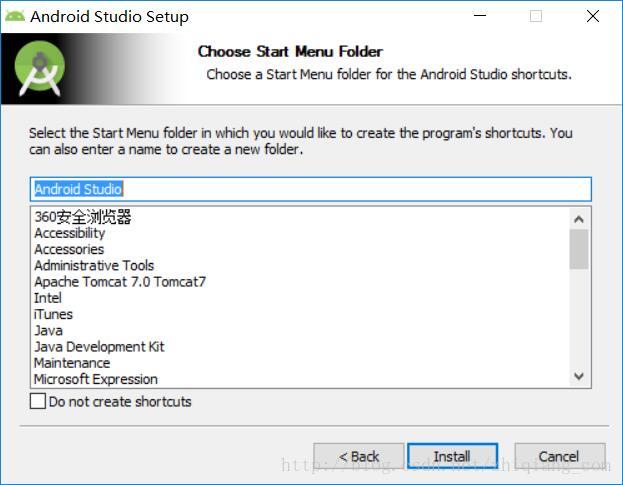 Android Studio Setup
Choose Start Menu Folder
Choose a Start Menu folder for the Android Studio shortcuts.
Select the Start Menu folder in which you would like to create the program's shortcuts. You
can also enter a name to create a new folder.
Android Studio
360安全浏览器
Accessibility
Accessories
Administrative Tools
Apache Tomcat 7.0 Tomcat7
Intel
iTunes
Java
Java Development Kit
Maintenance
Microsoft Expression
Do not create shortcuts
< Back Install Cancel
http://blog.csdn.net/zhiqiang_com